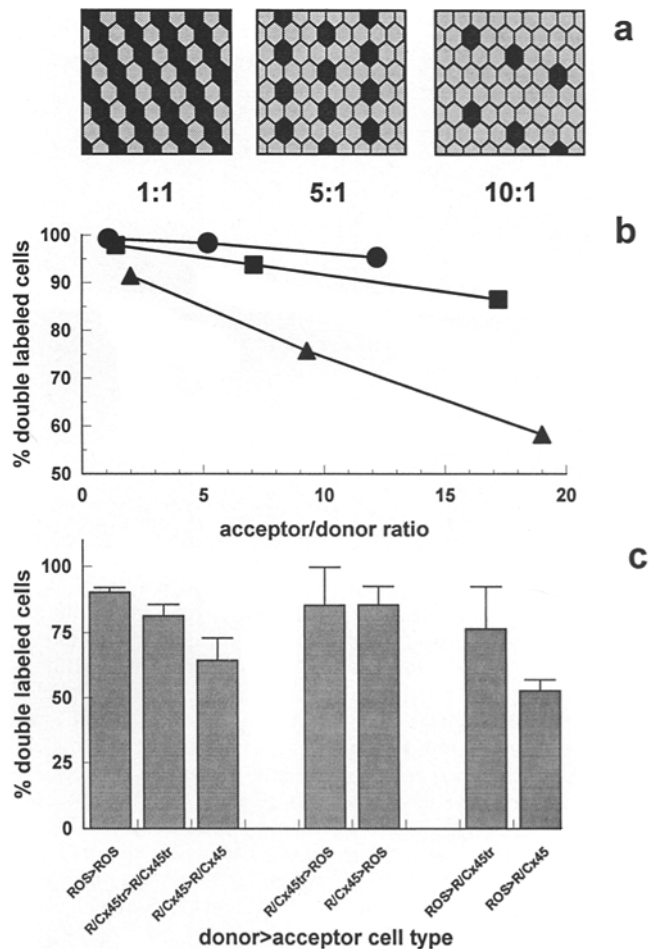 a
1:1 5:1 10:1
b
% double labeled cells
100
90
80
70
60
50
0 5 10 15 20
acceptor/donor ratio
c
% double labeled cells
100
75
50
25
0
ROS>ROS
R/Cx45tr>R/Cx45tr
R/Cx45>R/Cx45
R/Cx45tr>ROS
R/Cx45>ROS
ROS>R/Cx45tr
ROS>R/Cx45
donor>acceptor cell type